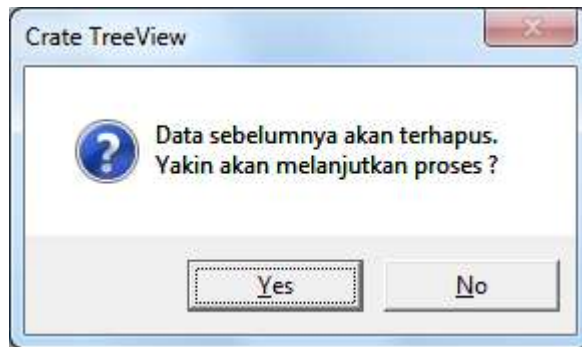 Crate TreeView
Data sebelumnya akan terhapus.
Yakin akan melanjutkan proses ?
Yes
No